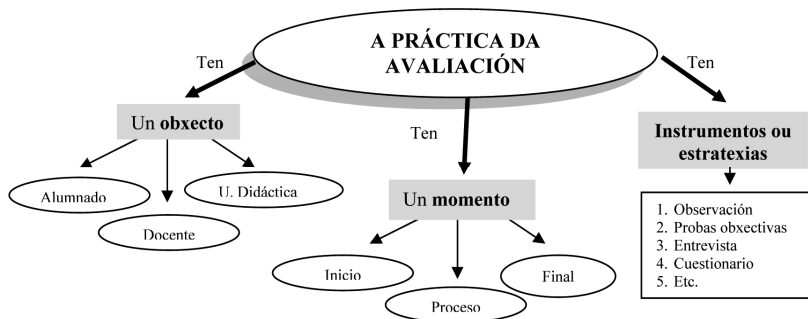 A PRÁCTICA DA
AVALIACIÓN
Ten
Ten
Ten
Un obxecto
Alumnado
Docente
U. Didáctica
Un momento
Inicio
Proceso
Final
Instrumentos ou
estratexias
1. Observación
2. Probas obxectivas
3. Entrevista
4. Cuestionario
5. Etc.